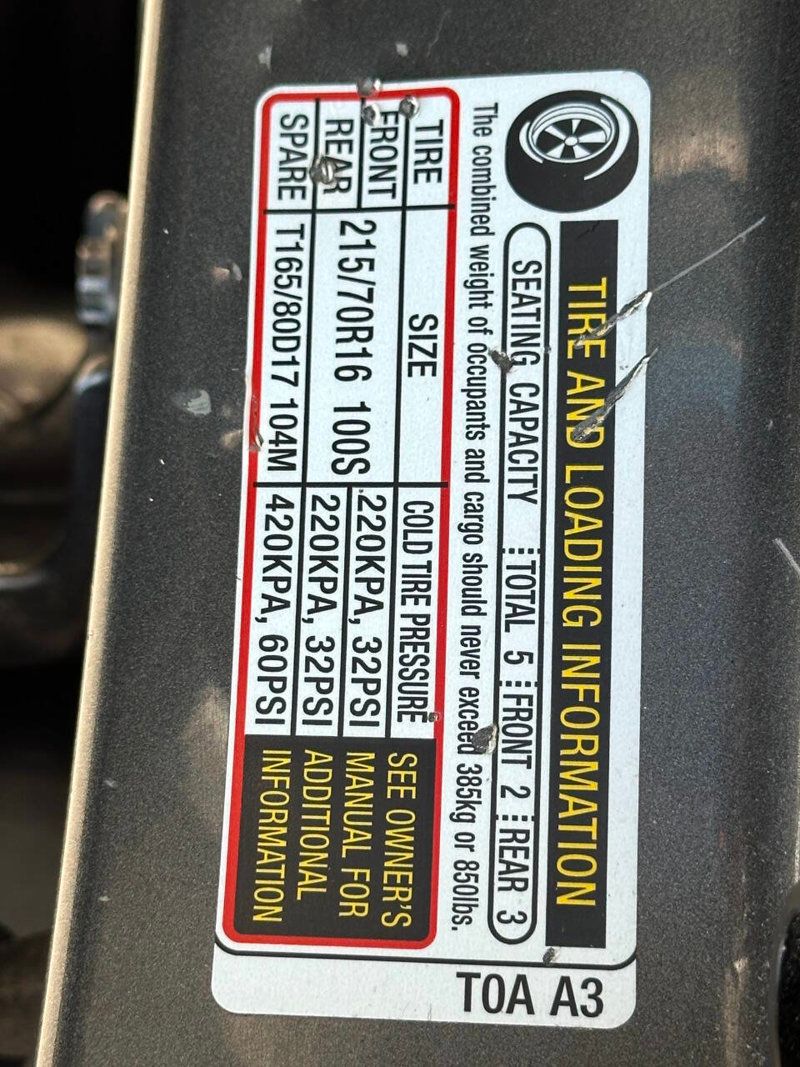 TIRE AND LOADING INFORMATION
SEATING CAPACITY TOTAL 5 FRONT 2 REAR 3
The combined weight of occupants and cargo should never exceed 385kg or 850lbs.
TIRE SIZE COLD TIRE PRESSURE
FRONT 215/70R16 100S 220KPA, 32PSI
REAR 220KPA, 32PSI
SPARE T165/80D17 104M 420KPA, 60PSI
SEE OWNER'S
MANUAL FOR
ADDITIONAL
INFORMATION
T0A A3